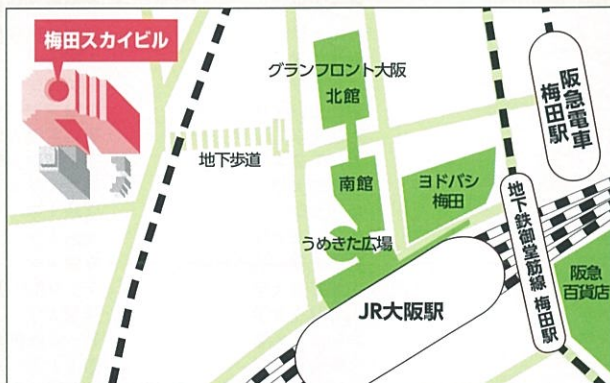 梅田スカイビル
グランフロント大阪
北館
阪急電車
梅田駅
地下歩道
南館
ヨドバシ
梅田
うめきた広場
地下鉄御堂筋線 梅田駅
阪急
百貨店
JR大阪駅